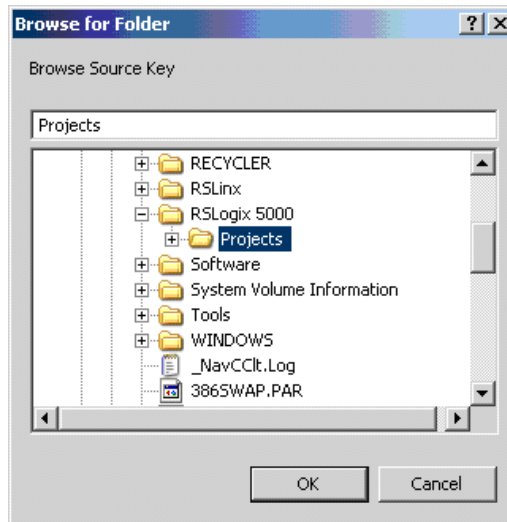 Browse for Folder
Browse Source Key
Projects
RECYCLER
RSLinx
RSLogix 5000
Projects
Software
System Volume Information
Tools
WINDOWS
_NavCClt.Log
386SWAP.PAR
OK Cancel